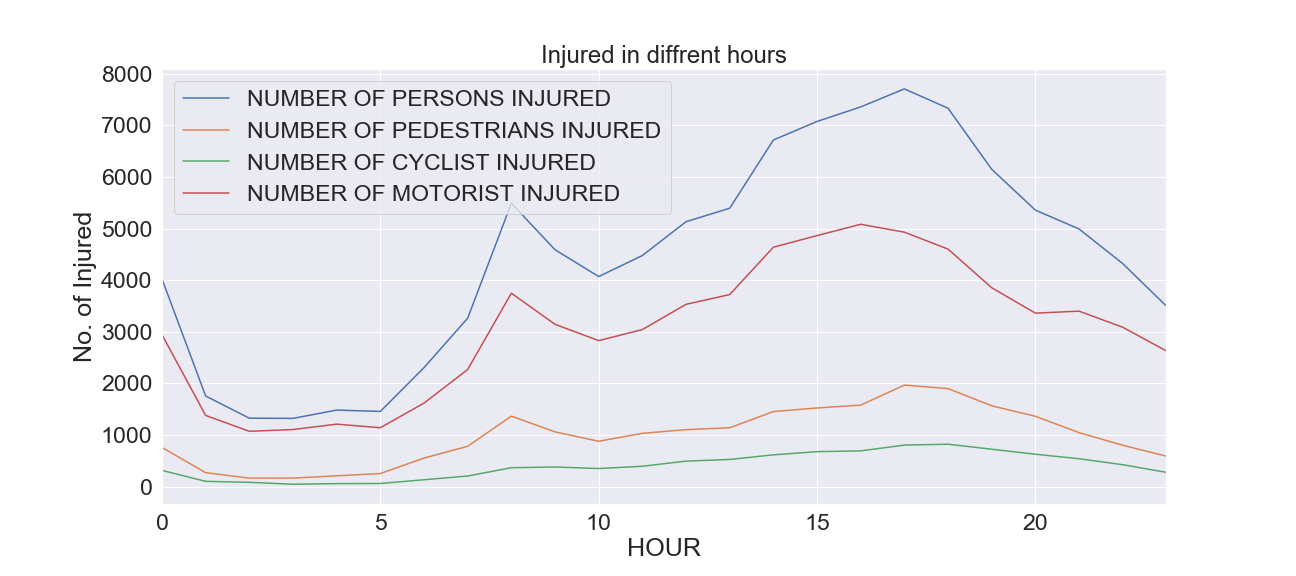 Injured in diffrent hours
8000
7000
6000
5000
4000
3000
2000
1000
0
No. of Injured
NUMBER OF PERSONS INJURED
NUMBER OF PEDESTRIANS INJURED
NUMBER OF CYCLIST INJURED
NUMBER OF MOTORIST INJURED
0 5 10 15 20
HOUR